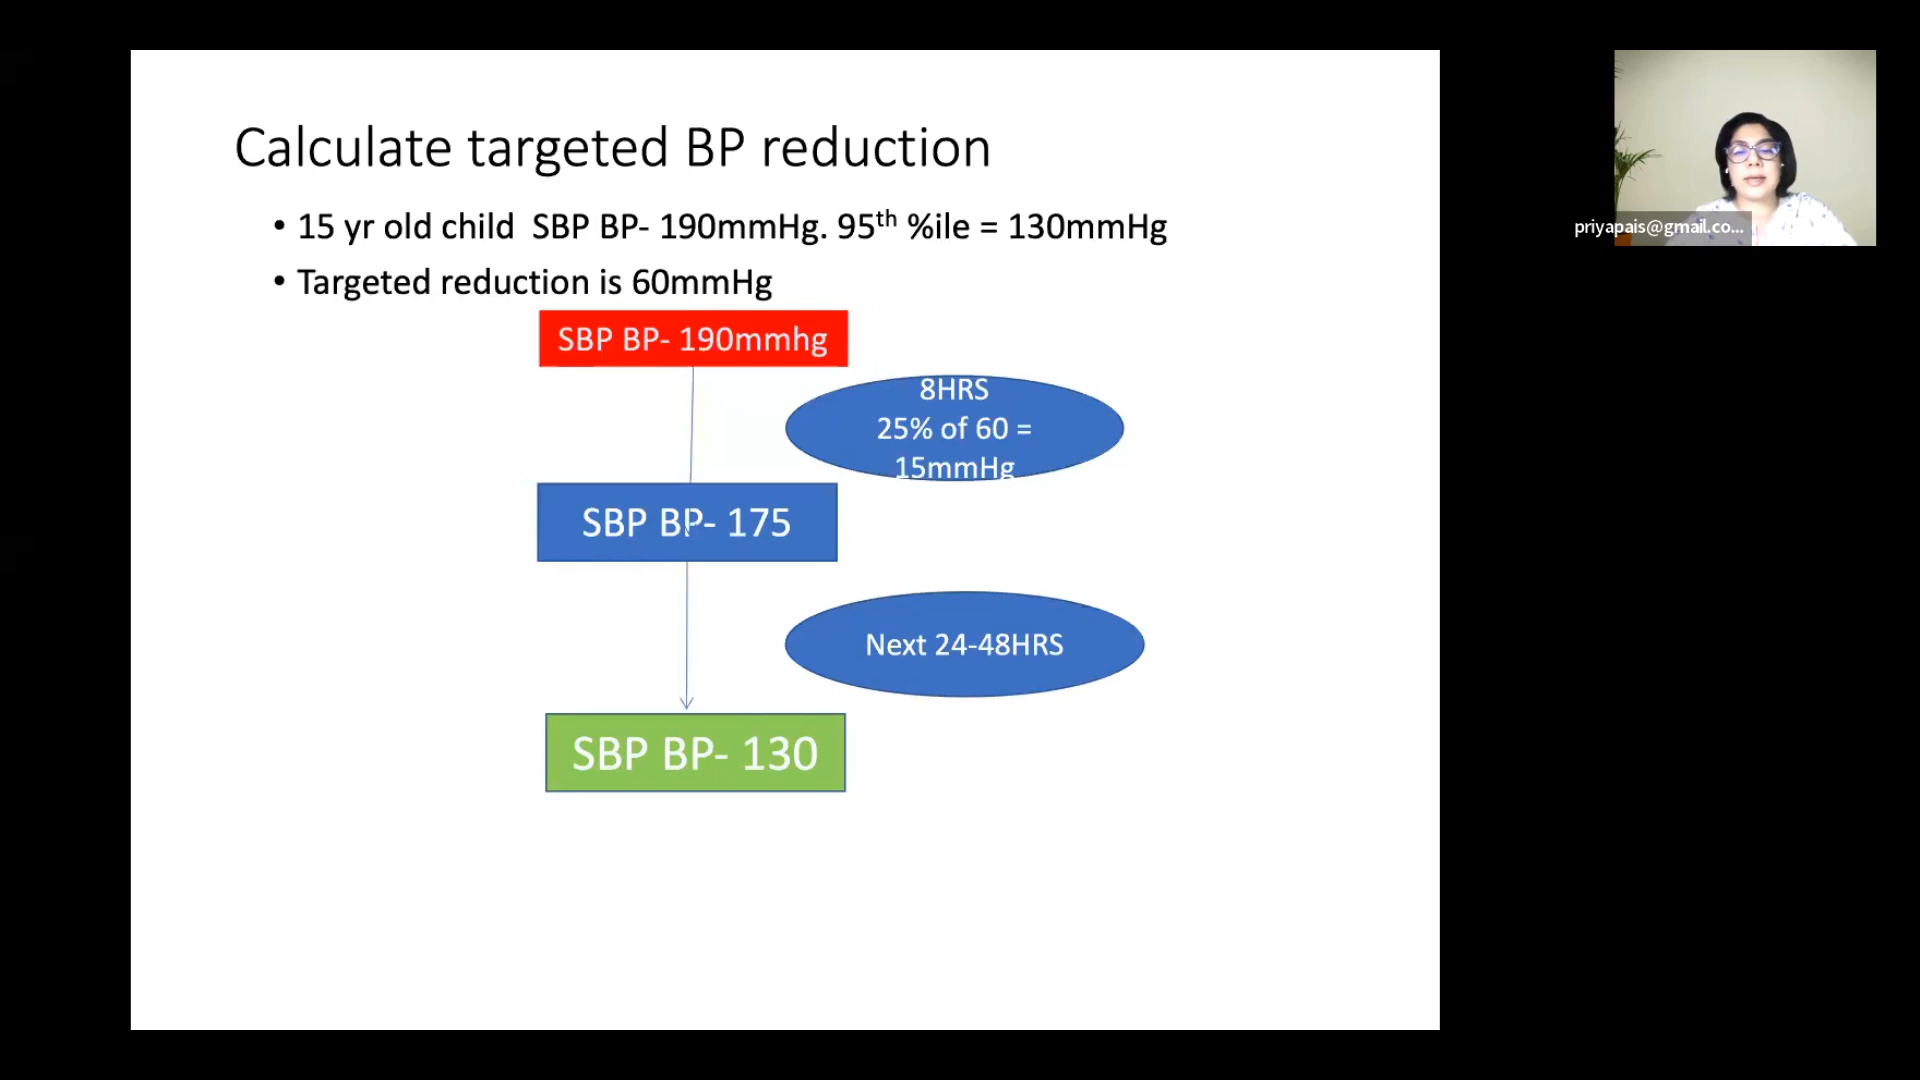 Calculate targeted BP reduction
• 15 yr old child SBP BP- 190mmHg. 95th %ile = 130mmHg
• Targeted reduction is 60mmHg
SBP BP- 190mmhg
8HRS
25% of 60 =
15mmHg
SBP BP- 175
Next 24-48HRS
SBP BP- 130
priyapais@gmail.co...